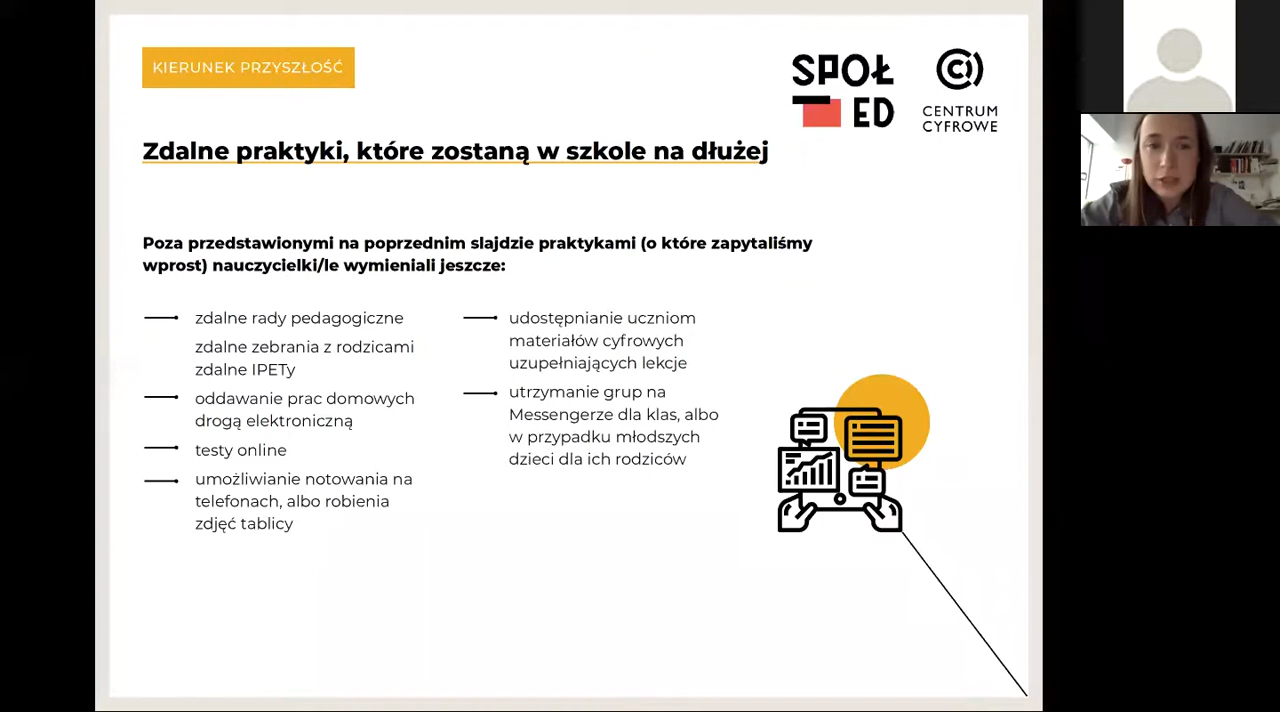 KIERUNEK PRZYSZŁOŚĆ
SPOŁ
ED
CENTRUM
CYFROWE
Zdalne praktyki, które zostaną w szkole na dłużej
Poza przedstawionymi na poprzednim slajdzie praktykami (o które zapytaliśmy
wprost) nauczycielki/le wymieniali jeszcze:
zdalne rady pedagogiczne
zdalne zebrania z rodzicami
zdalne IPETy
oddawanie prac domowych
drogą elektroniczną
testy online
umożliwianie notowania na
telefonach, albo robienia
zdjęć tablicy
udostępnianie uczniom
materiałów cyfrowych
uzupełniających lekcje
utrzymanie grup na
Messengerze dla klas, albo
w przypadku młodszych
dzieci dla ich rodziców